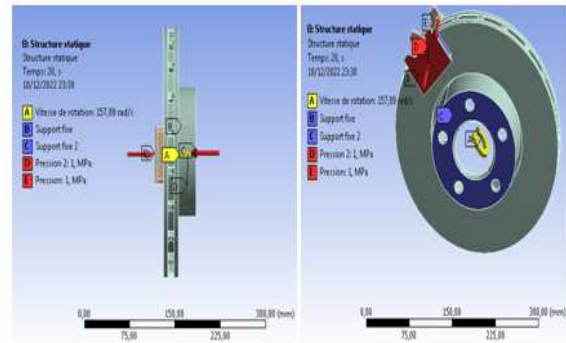 B: Structure statique
Structure statique
Temps: 20, s
10/12/2022 23:38
A Vitesse de rotation: 157,89 rad/s
B Support fixe
C Support fixe 2
D Pression 2: 1, MPa
E Pression: 1, MPa
A
0,00 150,00 300,00 (mm)
75,00 225,00
B: Structure statique
Structure statique
Temps: 20, s
10/12/2022 23:38
A Vitesse de rotation: 157,89 rad/s
B Support fixe
C Support fixe 2
D Pression 2: 1, MPa
E Pression: 1, MPa
E
D
C
0,00 150,00 300,00 (mm)
75,00 225,00